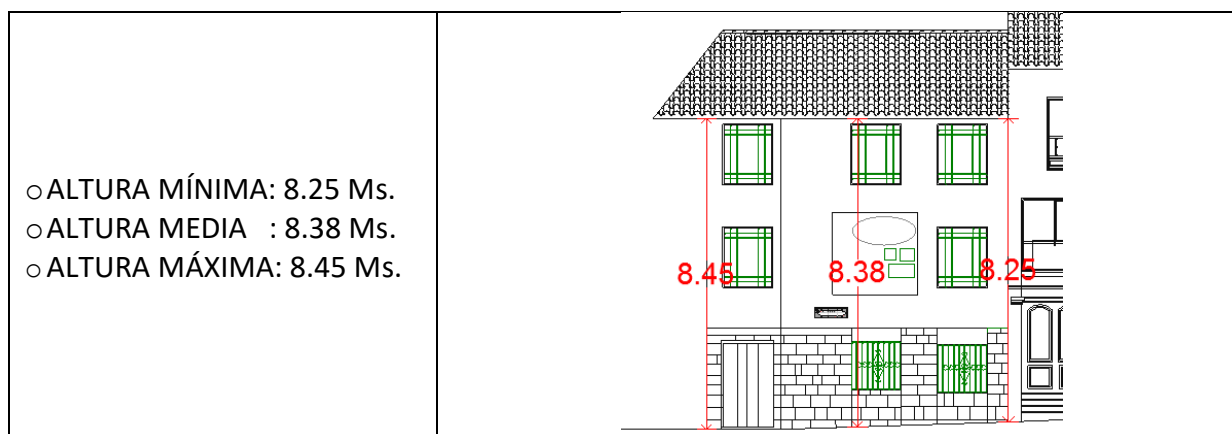 ○ ALTURA MÍNIMA: 8.25 Ms.
○ ALTURA MEDIA   : 8.38 Ms.
○ ALTURA MÁXIMA: 8.45 Ms.
8.45 8.38 8.25